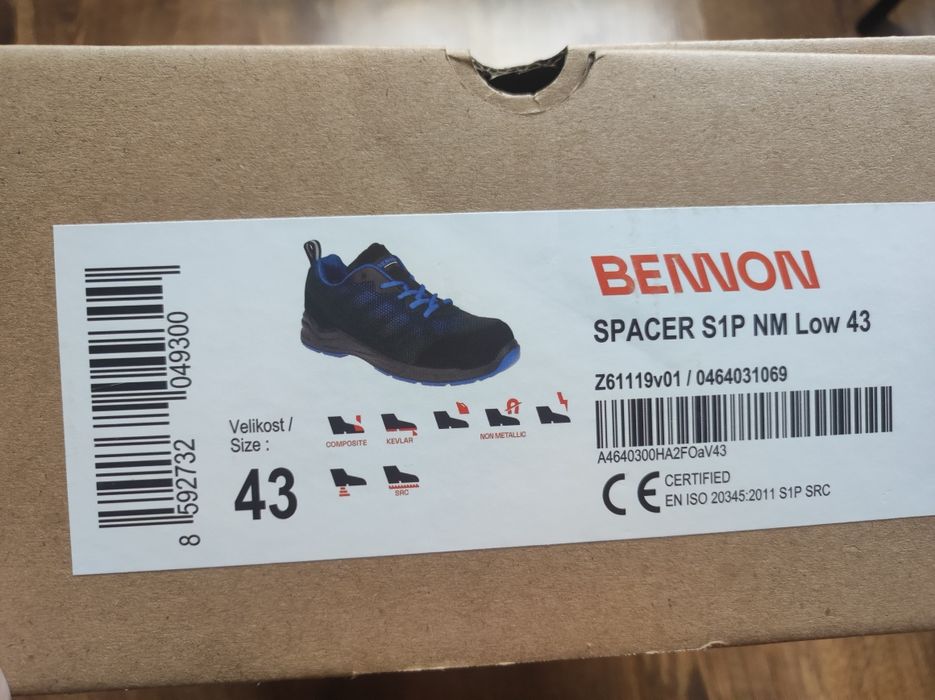 BENNON
SPACER S1P NM Low 43
Z61119v01 / 0464031069
A4640300HA2FOaV43
CE CERTIFIED
EN ISO 20345:2011 S1P SRC
Velikost /
Size :
43
COMPOSITE
KEVLAR
NON METALLIC
SRC
8 592732 049300